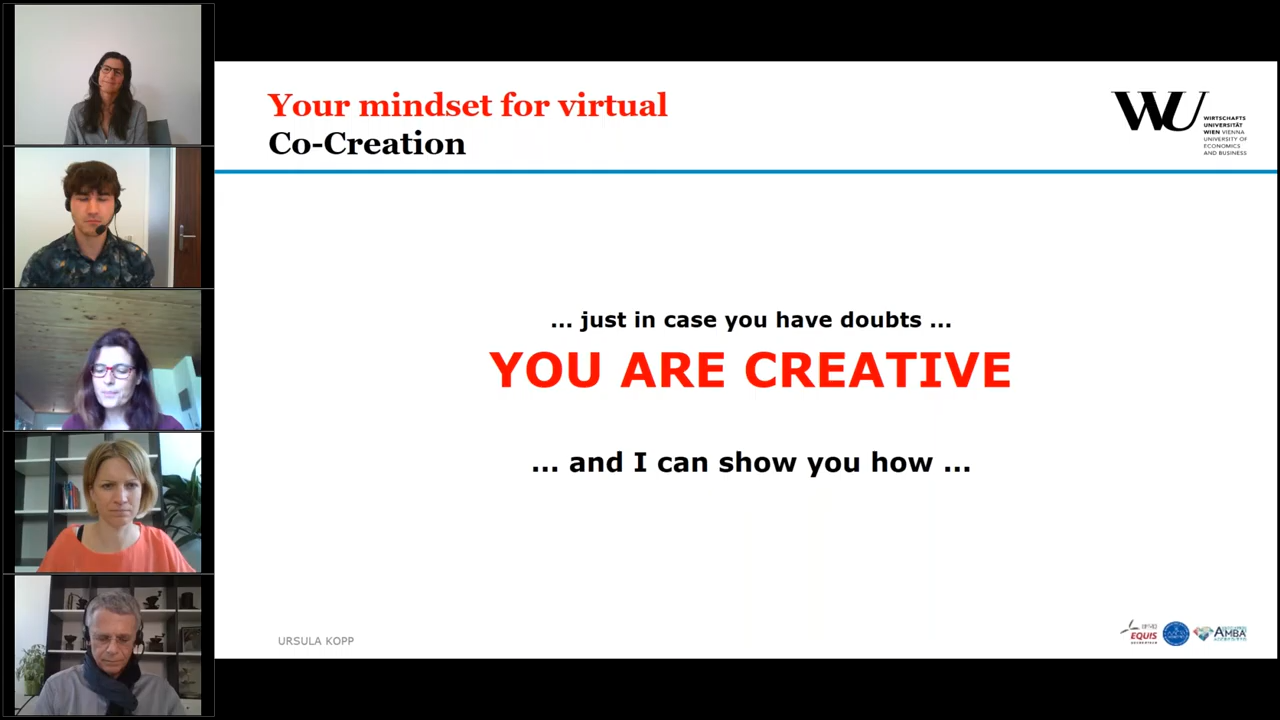 Your mindset for virtual
Co-Creation
WU
WIRTSCHAFTS
UNIVERSITÄT
WIEN VIENNA
UNIVERSITY OF
ECONOMICS
AND BUSINESS
... just in case you have doubts ...
YOU ARE CREATIVE
... and I can show you how ...
URSULA KOPP
EQUIS
AMBA